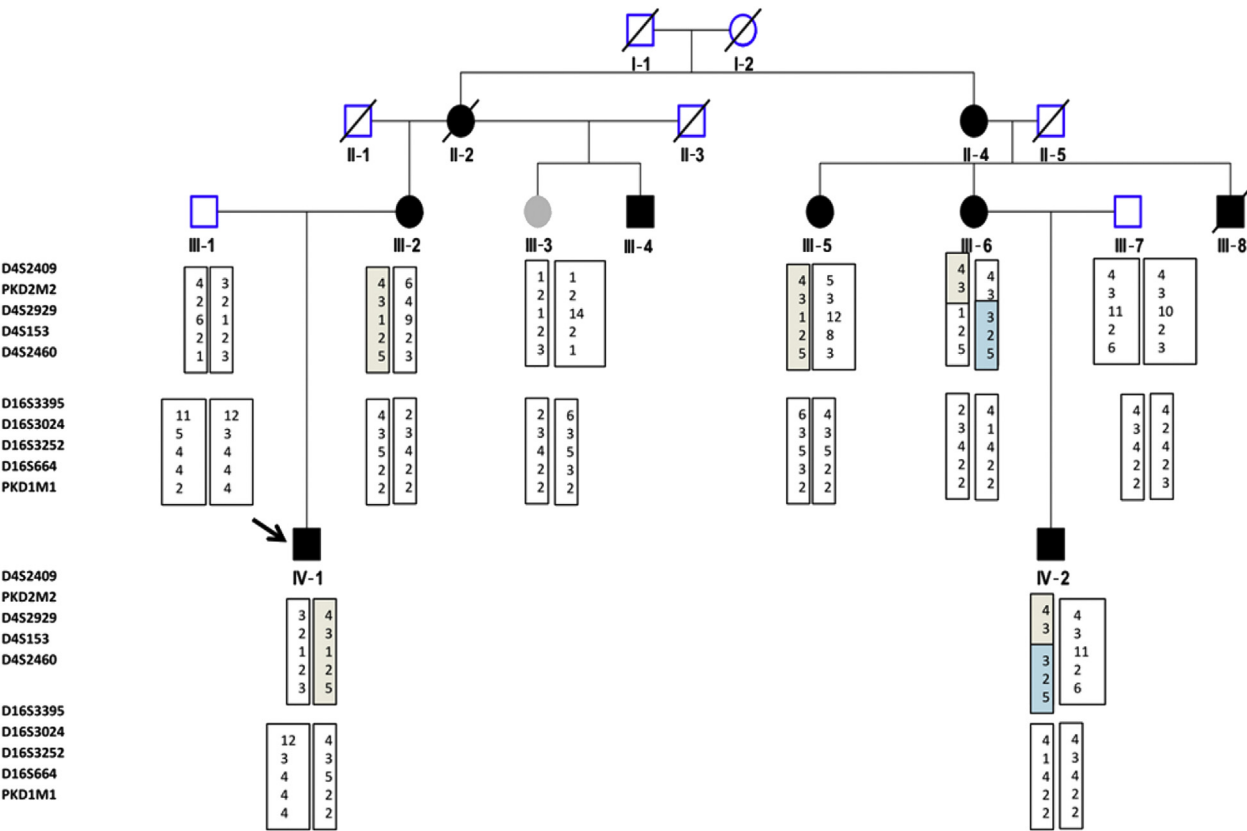 I-1 I-2
II-1 II-2 II-3 II-4 II-5
III-1 III-2 III-3 III-4 III-5 III-6 III-7 III-8
D4S2409 4 3 4 6 1 1 4 5 4 4 4 4
PKD2M2 2 2 3 4 2 2 3 3 3 3 3 3
D4S2929 6 1 1 9 1 14 1 12 1 3 11 10
D4S153 2 2 2 2 2 2 2 8 2 2 2 2
D4S2460 1 3 5 3 3 1 5 3 5 5 6 3
D16S3395 11 12 4 2 2 6 6 4 2 4 4 4
D16S3024 5 3 3 3 3 3 3 3 3 1 3 2
D16S3252 4 4 5 4 4 5 5 5 4 4 4 4
D16S664 4 4 2 2 2 3 3 2 2 2 2 2
PKD1M1 2 4 2 2 2 2 2 2 2 2 2 3
IV-1 IV-2
D4S2409 3 4 4 4
PKD2M2 2 3 3 3
D4S2929 1 1 3 11
D4S153 2 2 2 2
D4S2460 3 5 5 6
D16S3395 12 4 4 4
D16S3024 3 3 1 3
D16S3252 4 5 4 4
D16S664 4 2 2 2
PKD1M1 4 2 2 2